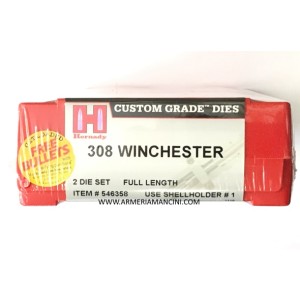 H
Hornady
CUSTOM GRADE™ DIES
FREE
BULLETS
308 WINCHESTER
2 DIE SET FULL LENGTH
ITEM # 546358 USE SHELLHOLDER # 1
WWW.ARMERIAMANCINI.COM